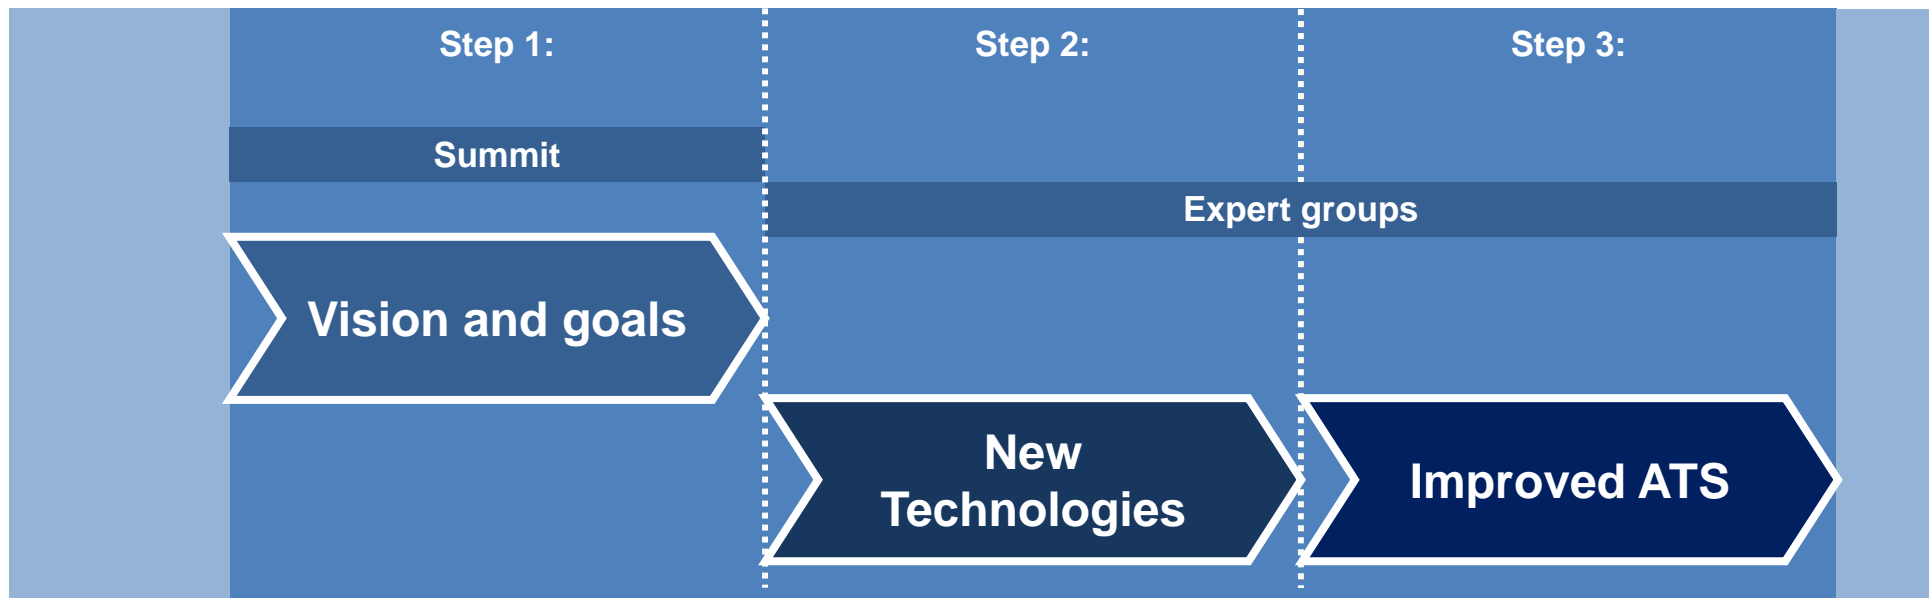 Step 1:
Step 2:
Step 3:
Summit
Expert groups
Vision and goals
New
Technologies
Improved ATS